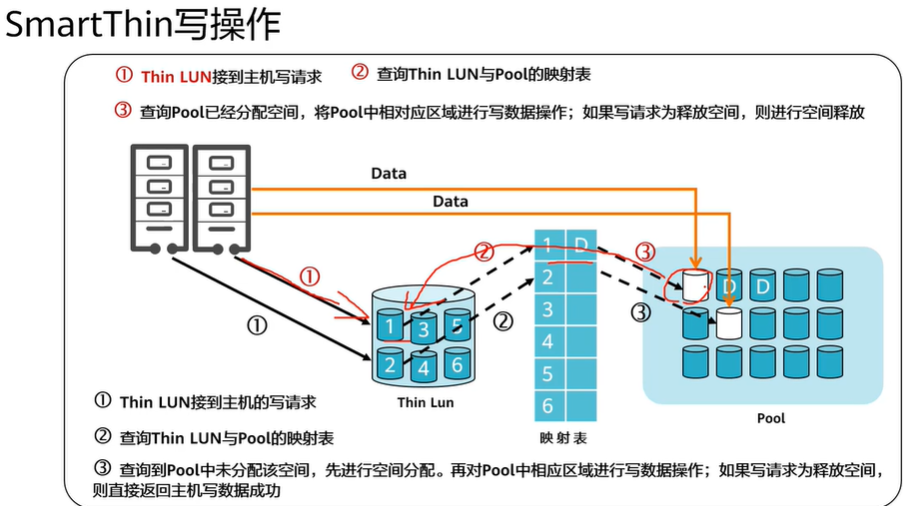 SmartThin写操作
① Thin LUN接到主机写请求 ② 查询Thin LUN与Pool的映射表
③ 查询Pool已经分配空间，将Pool中相对应区域进行写数据操作；如果写请求为释放空间，则进行空间释放
Data
Data
② 1 D ③
① 2 D D
1 3 5 ② 3 ③
① 4
2 4 6 5
Thin Lun 6 Pool
映射表
① Thin LUN接到主机的写请求
② 查询Thin LUN与Pool的映射表
③ 查询到Pool中未分配该空间，先进行空间分配。再对Pool中相应区域进行写数据操作；如果写请求为释放空间，
则直接返回主机写数据成功